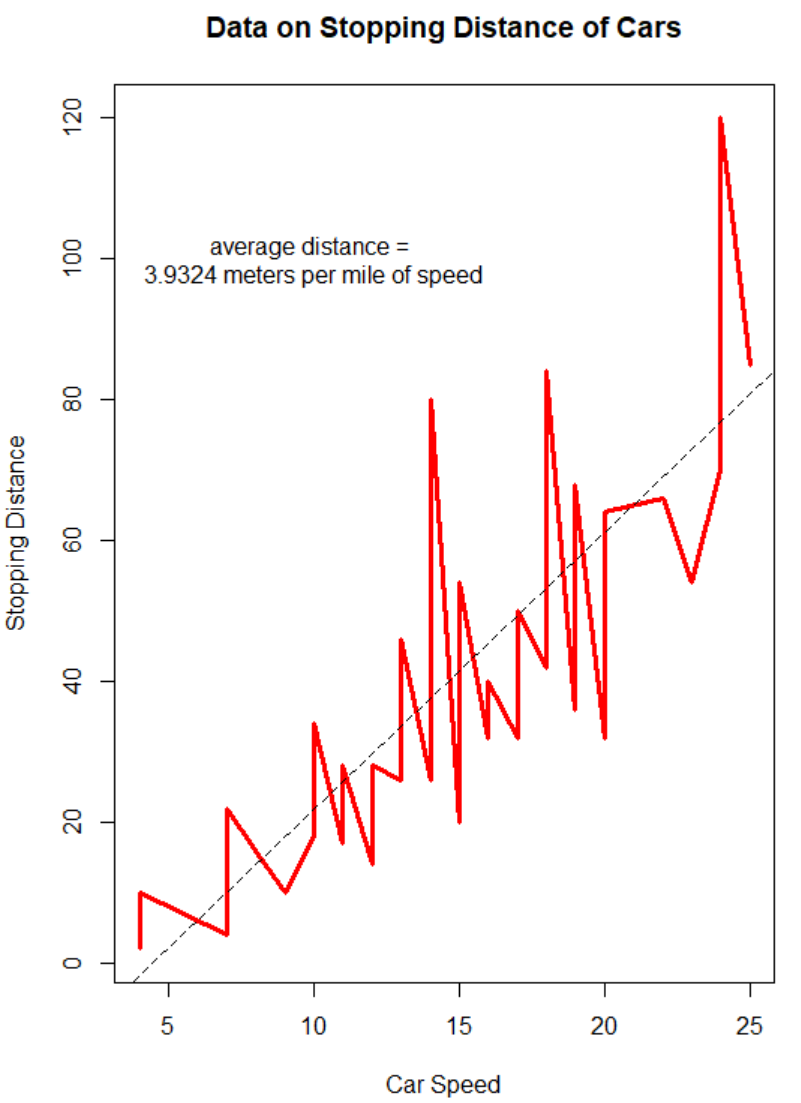 Data on Stopping Distance of Cars
120
100
80
60
40
20
0
Stopping Distance
average distance =
3.9324 meters per mile of speed
5 10 15 20 25
Car Speed